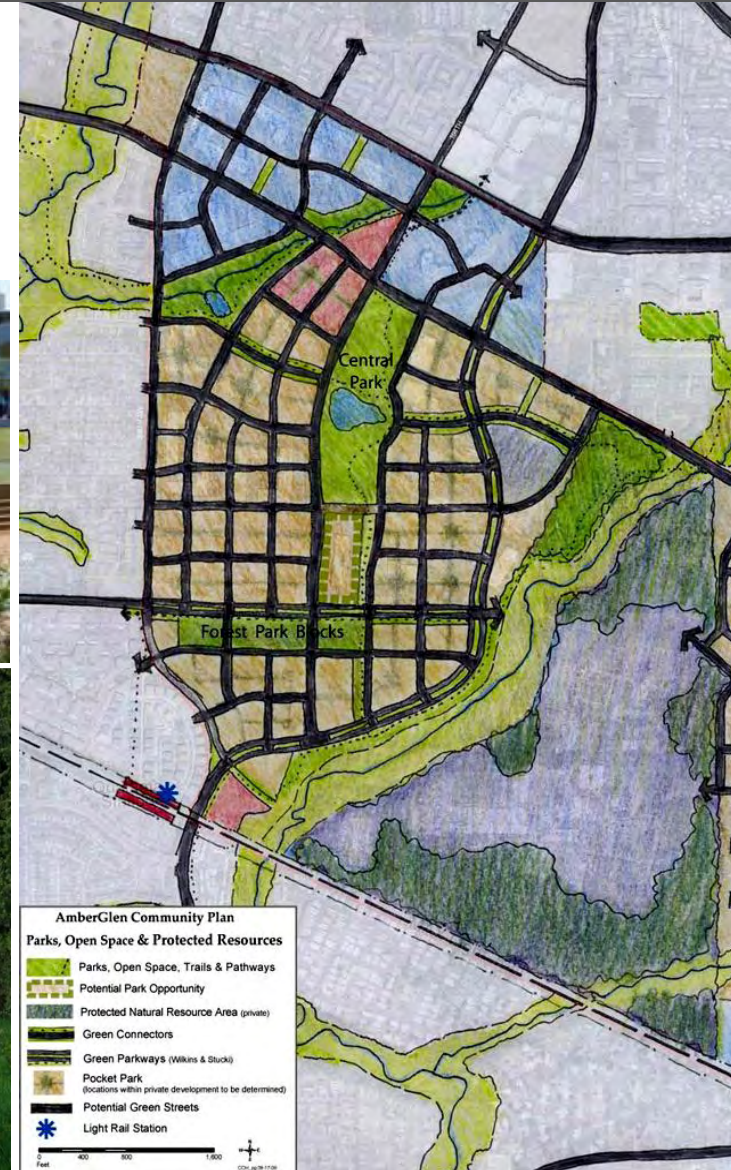 Central
Park
Forest Park Blocks
AmberGlen Community Plan
Parks, Open Space & Protected Resources
Parks, Open Space, Trails & Pathways
Potential Park Opportunity
Protected Natural Resource Area (private)
Green Connectors
Green Parkways (Wilkins & Stucki)
Pocket Park
(locations within private development to be determined)
Potential Green Streets
Light Rail Station
0 400 800 1,600
Feet